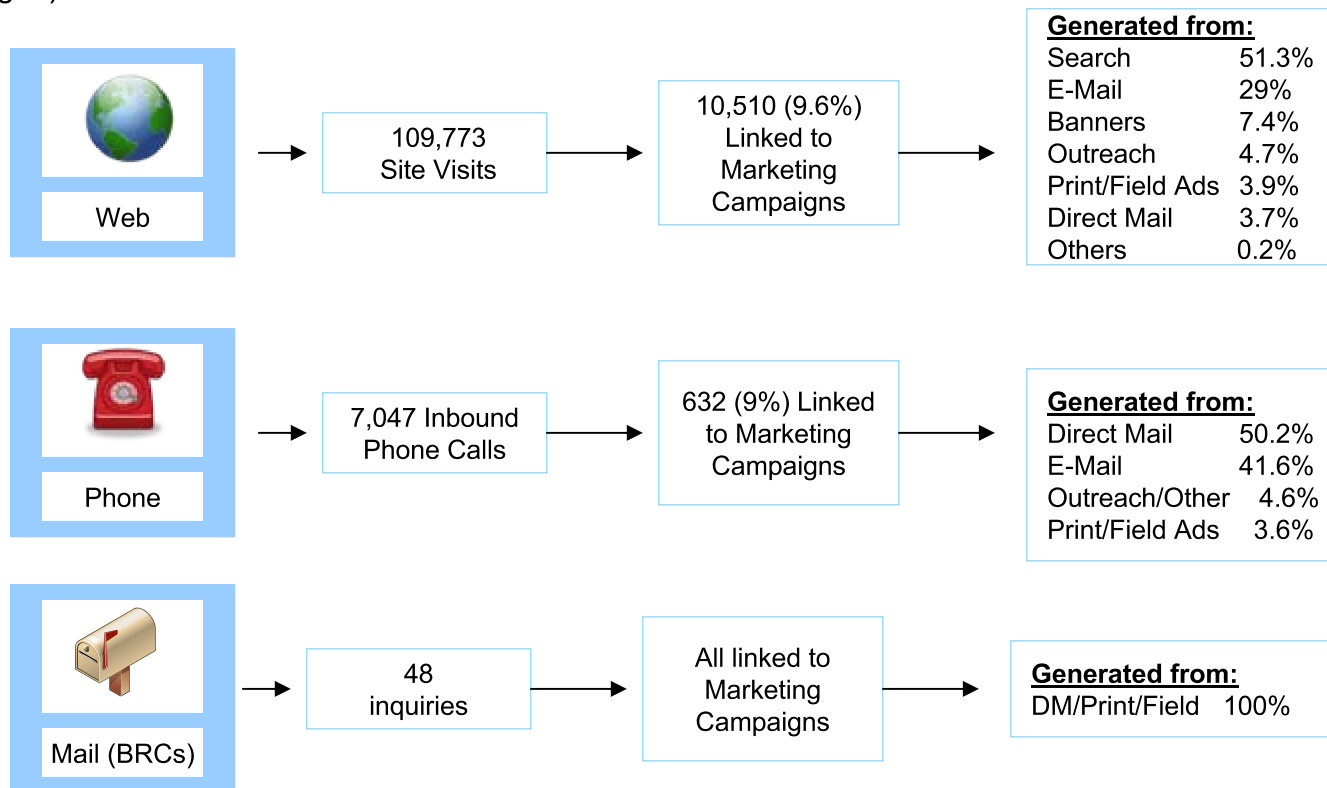 Web
109,773
Site Visits
10,510 (9.6%)
Linked to
Marketing
Campaigns
Generated from:
Search 51.3%
E-Mail 29%
Banners 7.4%
Outreach 4.7%
Print/Field Ads 3.9%
Direct Mail 3.7%
Others 0.2%
Phone
7,047 Inbound
Phone Calls
632 (9%) Linked
to Marketing
Campaigns
Generated from:
Direct Mail 50.2%
E-Mail 41.6%
Outreach/Other 4.6%
Print/Field Ads 3.6%
Mail (BRCs)
48
inquiries
All linked to
Marketing
Campaigns
Generated from:
DM/Print/Field 100%